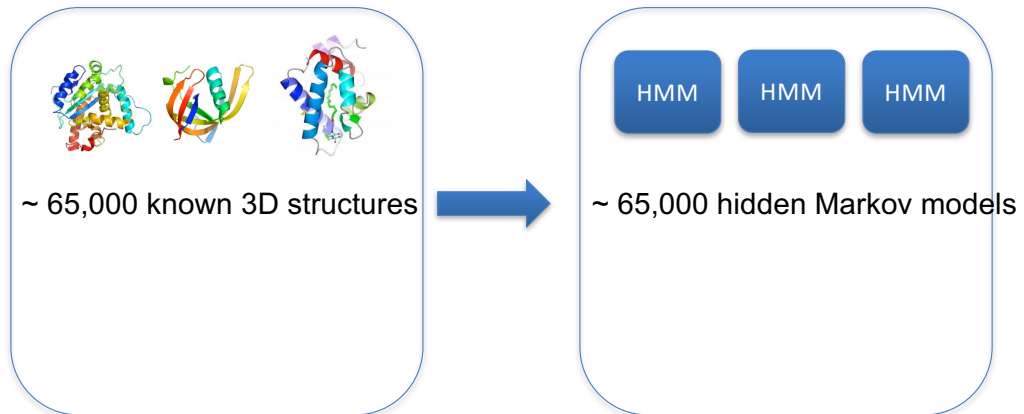 HMM HMM HMM
~ 65,000 known 3D structures
~ 65,000 hidden Markov models